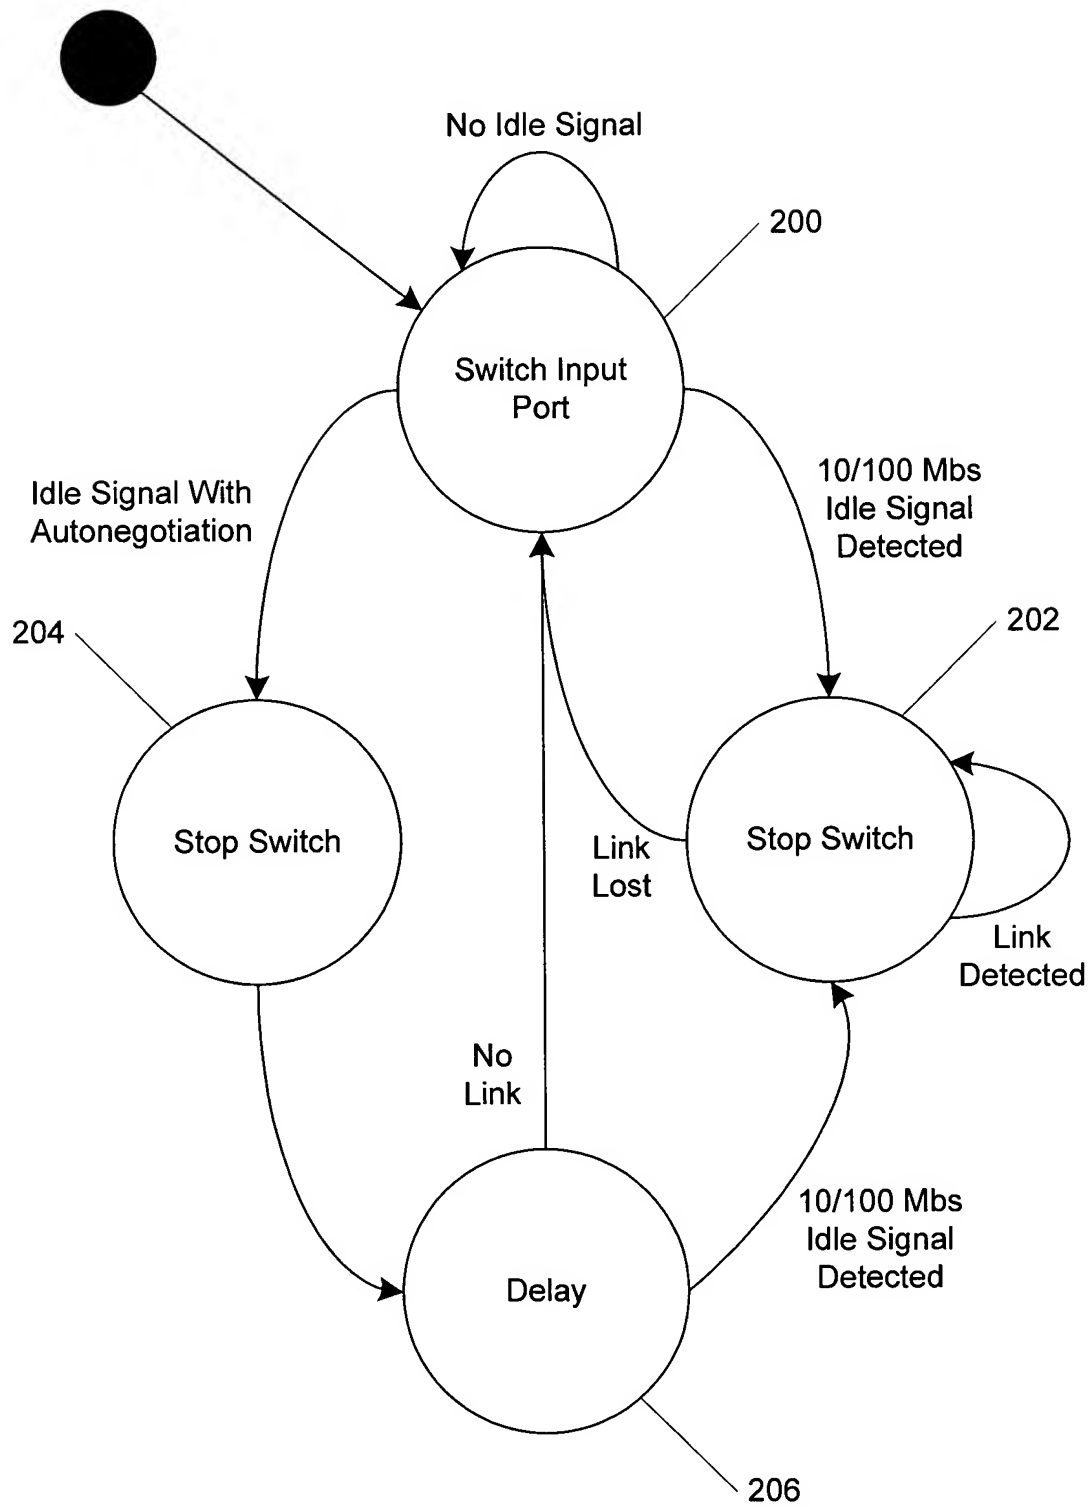 No Idle Signal
200
Switch Input
Port
Idle Signal With
Autonegotiation
10/100 Mbs
Idle Signal
Detected
204
202
Stop Switch
Link
Lost
Stop Switch
Link
Detected
No
Link
10/100 Mbs
Idle Signal
Detected
Delay
206